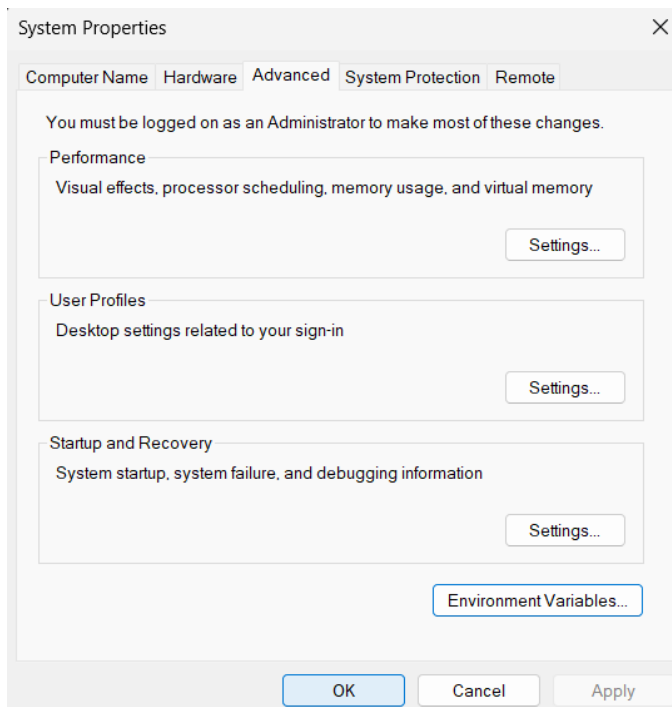 System Properties
Computer Name Hardware Advanced System Protection Remote
You must be logged on as an Administrator to make most of these changes.
Performance
Visual effects, processor scheduling, memory usage, and virtual memory
Settings...
User Profiles
Desktop settings related to your sign-in
Settings...
Startup and Recovery
System startup, system failure, and debugging information
Settings...
Environment Variables...
OK Cancel Apply